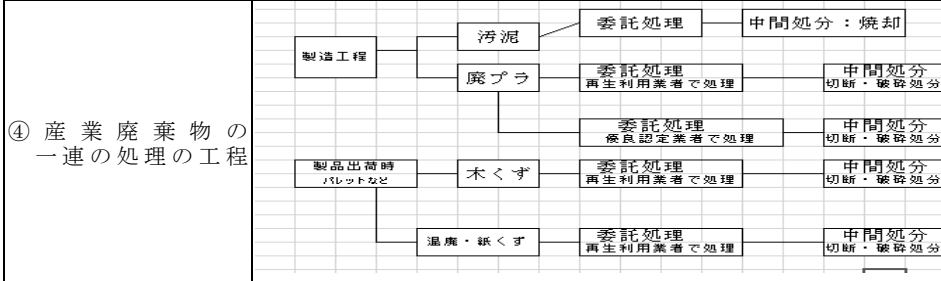 ④ 産業廃棄物の
一連の処理の工程
製造工程
汚泥
委託処理
中間処分:焼却
廃プラ
委託処理
再生利用業者で処理
中間処分
切断・破砕処分
委託処理
優良認定業者で処理
中間処分
切断・破砕処分
製品出荷時
パレットなど
木くず
委託処理
再生利用業者で処理
中間処分
切断・破砕処分
混廃・紙くず
委託処理
再生利用業者で処理
中間処分
切断・破砕処分